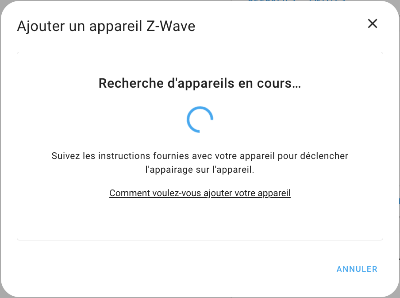 Ajouter un appareil Z-Wave
Recherche d'appareils en cours...
Suivez les instructions fournies avec votre appareil pour déclencher
l'appairage sur l'appareil.
Comment voulez-vous ajouter votre appareil
ANNULER